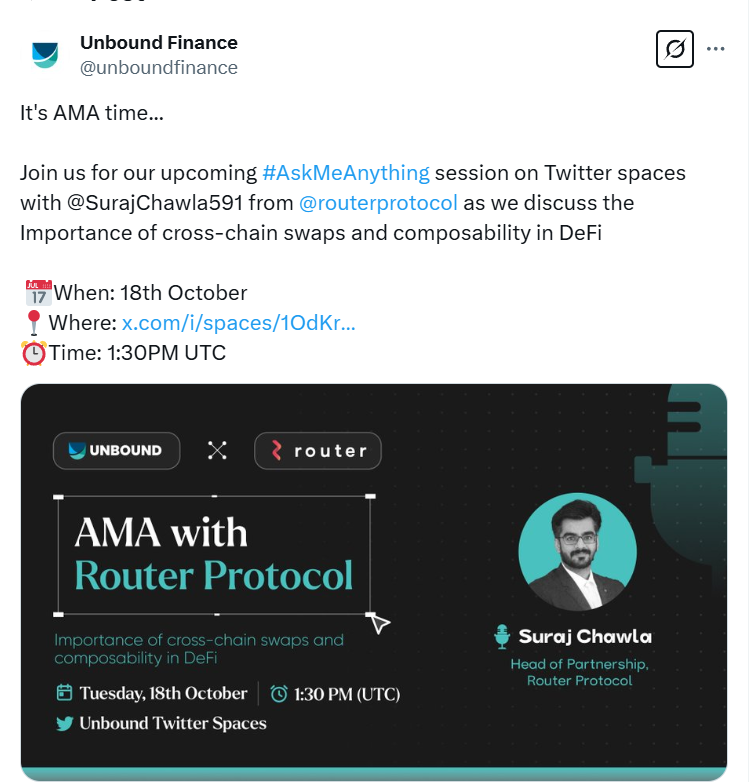 Unbound Finance
@unboundfinance
It's AMA time...
Join us for our upcoming #AskMeAnything session on Twitter spaces
with @SurajChawla591 from @routerprotocol as we discuss the
Importance of cross-chain swaps and composability in DeFi
📅When: 18th October
📍Where: x.com/i/spaces/1OdKr...
⏰Time: 1:30PM UTC
UNBOUND
router
AMA with
Router Protocol
Importance of cross-chain swaps and
composability in DeFi
Tuesday, 18th October
1:30 PM (UTC)
Unbound Twitter Spaces
Suraj Chawla
Head of Partnership,
Router Protocol